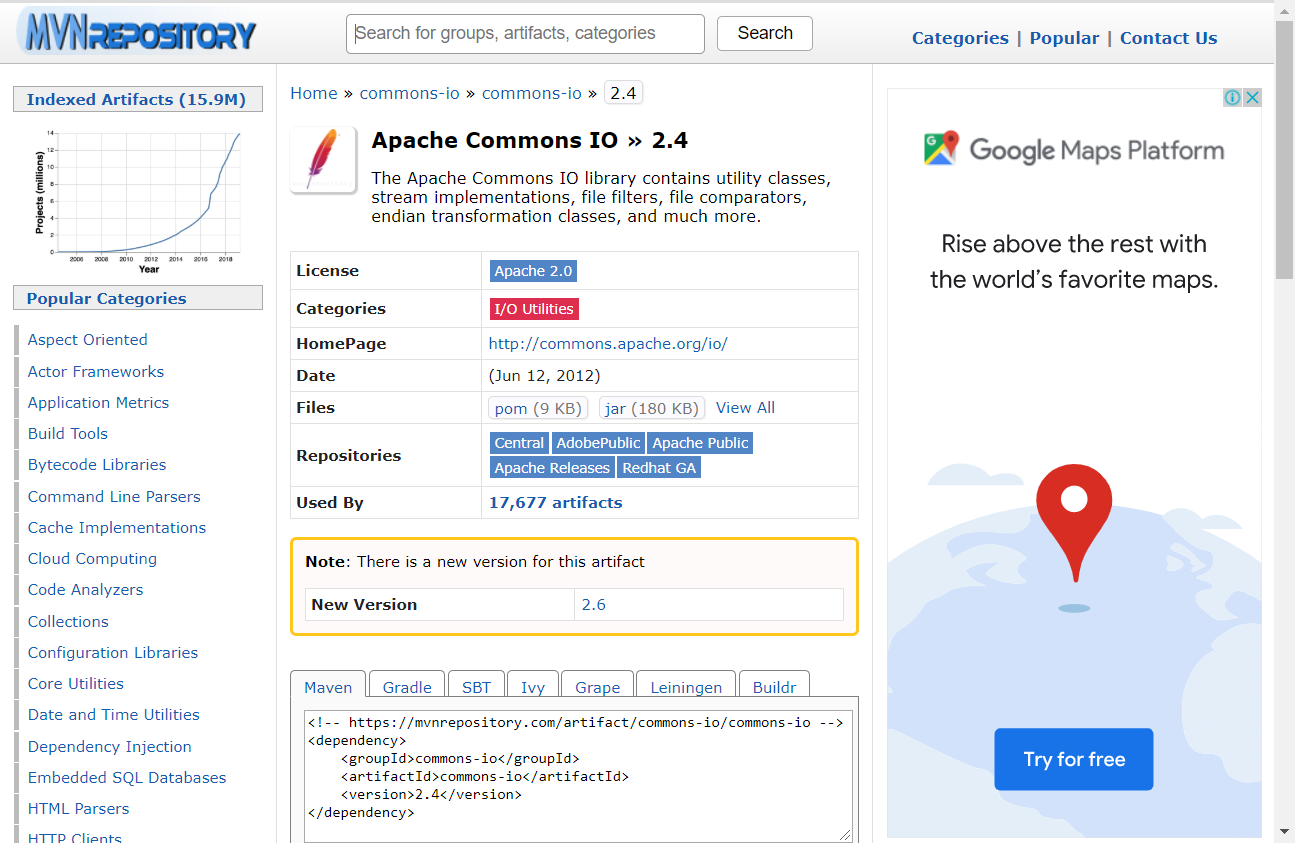 MVNREPOSITORY
Search for groups, artifacts, categories
Search
Categories | Popular | Contact Us
Indexed Artifacts (15.9M)
Projects (millions)
14
12
10
8
6
4
2
0
2006 2008 2010 2012 2014 2016 2018
Year
Popular Categories
Aspect Oriented
Actor Frameworks
Application Metrics
Build Tools
Bytecode Libraries
Command Line Parsers
Cache Implementations
Cloud Computing
Code Analyzers
Collections
Configuration Libraries
Core Utilities
Date and Time Utilities
Dependency Injection
Embedded SQL Databases
HTML Parsers
HTTP Clients
Home » commons-io » commons-io » 2.4
Apache Commons IO » 2.4
The Apache Commons IO library contains utility classes,
stream implementations, file filters, file comparators,
endian transformation classes, and much more.
License Apache 2.0
Categories I/O Utilities
HomePage http://commons.apache.org/io/
Date (Jun 12, 2012)
Files pom (9 KB) jar (180 KB) View All
Repositories Central AdobePublic Apache Public
Apache Releases Redhat GA
Used By 17,677 artifacts
Note: There is a new version for this artifact
New Version 2.6
Maven Gradle SBT Ivy Grape Leiningen Buildr
<!-- https://mvnrepository.com/artifact/commons-io/commons-io -->
<dependency>
    <groupId>commons-io</groupId>
    <artifactId>commons-io</artifactId>
    <version>2.4</version>
</dependency>
G Google Maps Platform
Rise above the rest with
the world's favorite maps.
Try for free